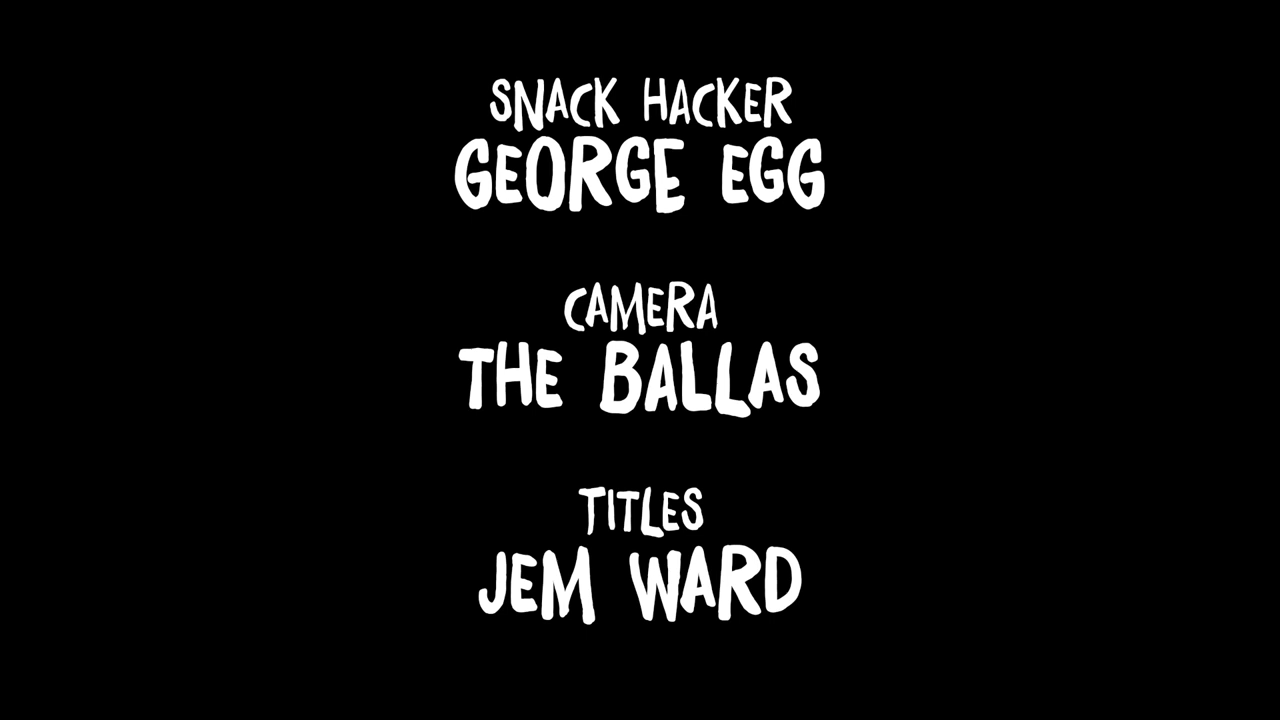 SNACK HACKER
GEORGE EGG
CAMERA
THE BALLAS
TITLES
JEM WARD